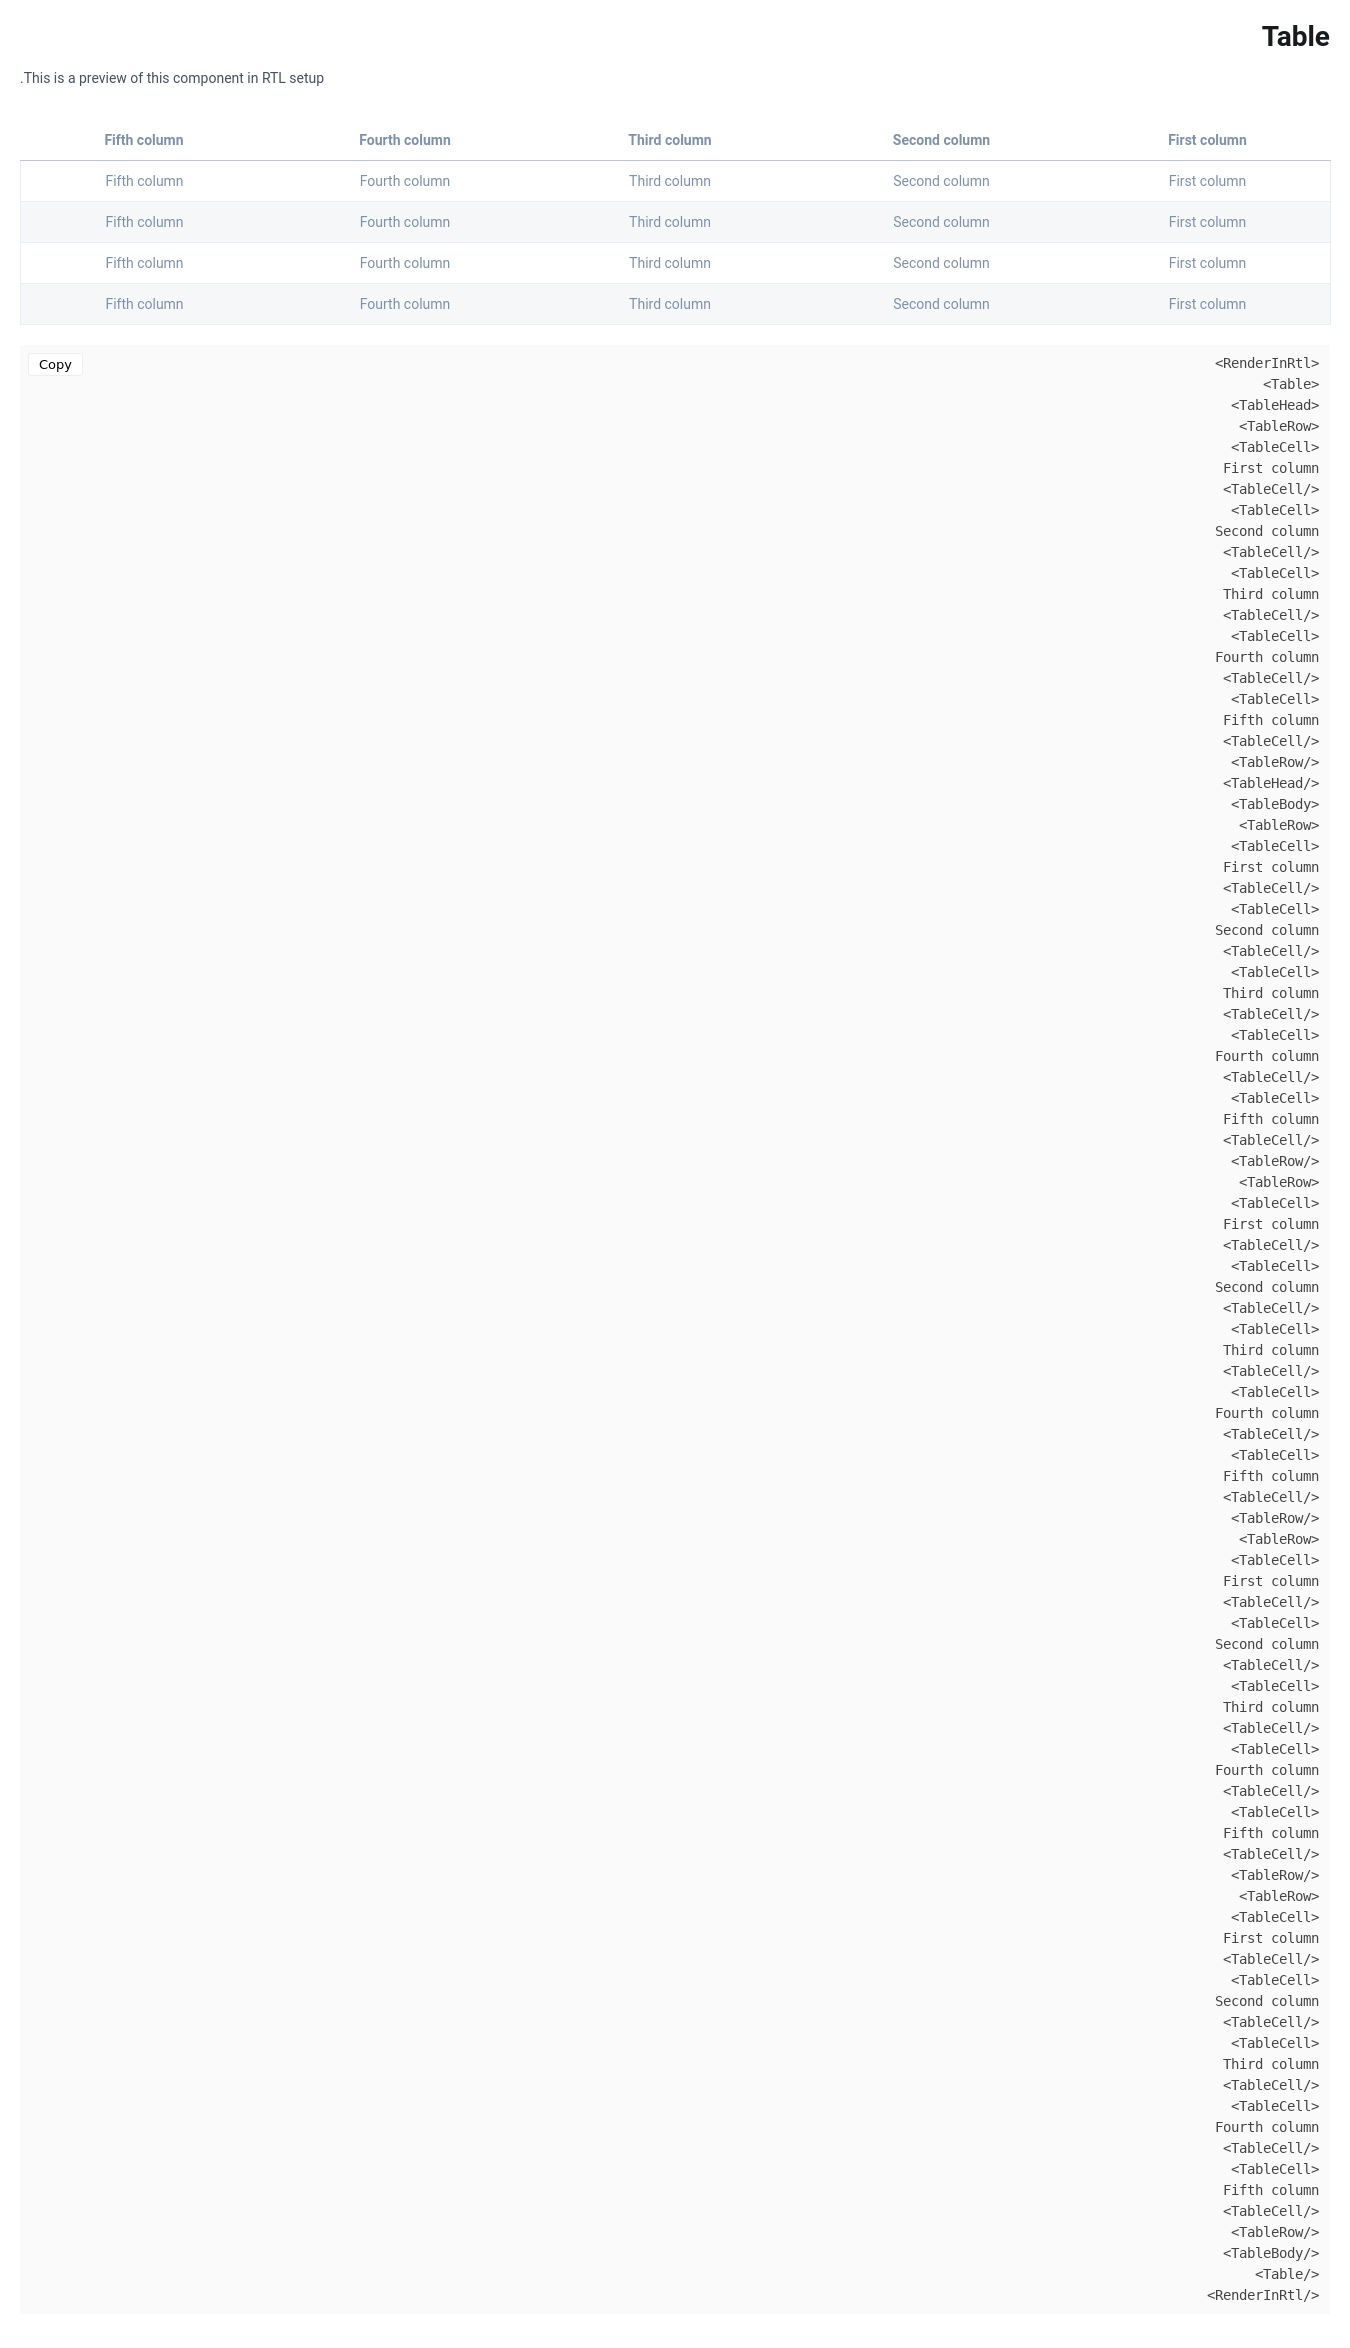 Table
.This is a preview of this component in RTL setup
Fifth column Fourth column Third column Second column First column
Fifth column Fourth column Third column Second column First column
Fifth column Fourth column Third column Second column First column
Fifth column Fourth column Third column Second column First column
Fifth column Fourth column Third column Second column First column
Copy
<RenderInRtl>
<Table>
<TableHead>
<TableRow>
<TableCell>
First column
<TableCell/>
<TableCell>
Second column
<TableCell/>
<TableCell>
Third column
<TableCell/>
<TableCell>
Fourth column
<TableCell/>
<TableCell>
Fifth column
<TableCell/>
<TableRow/>
<TableHead/>
<TableBody>
<TableRow>
<TableCell>
First column
<TableCell/>
<TableCell>
Second column
<TableCell/>
<TableCell>
Third column
<TableCell/>
<TableCell>
Fourth column
<TableCell/>
<TableCell>
Fifth column
<TableCell/>
<TableRow/>
<TableRow>
<TableCell>
First column
<TableCell/>
<TableCell>
Second column
<TableCell/>
<TableCell>
Third column
<TableCell/>
<TableCell>
Fourth column
<TableCell/>
<TableCell>
Fifth column
<TableCell/>
<TableRow/>
<TableRow>
<TableCell>
First column
<TableCell/>
<TableCell>
Second column
<TableCell/>
<TableCell>
Third column
<TableCell/>
<TableCell>
Fourth column
<TableCell/>
<TableCell>
Fifth column
<TableCell/>
<TableRow/>
<TableRow>
<TableCell>
First column
<TableCell/>
<TableCell>
Second column
<TableCell/>
<TableCell>
Third column
<TableCell/>
<TableCell>
Fourth column
<TableCell/>
<TableCell>
Fifth column
<TableCell/>
<TableRow/>
<TableBody/>
<Table/>
<RenderInRtl/>